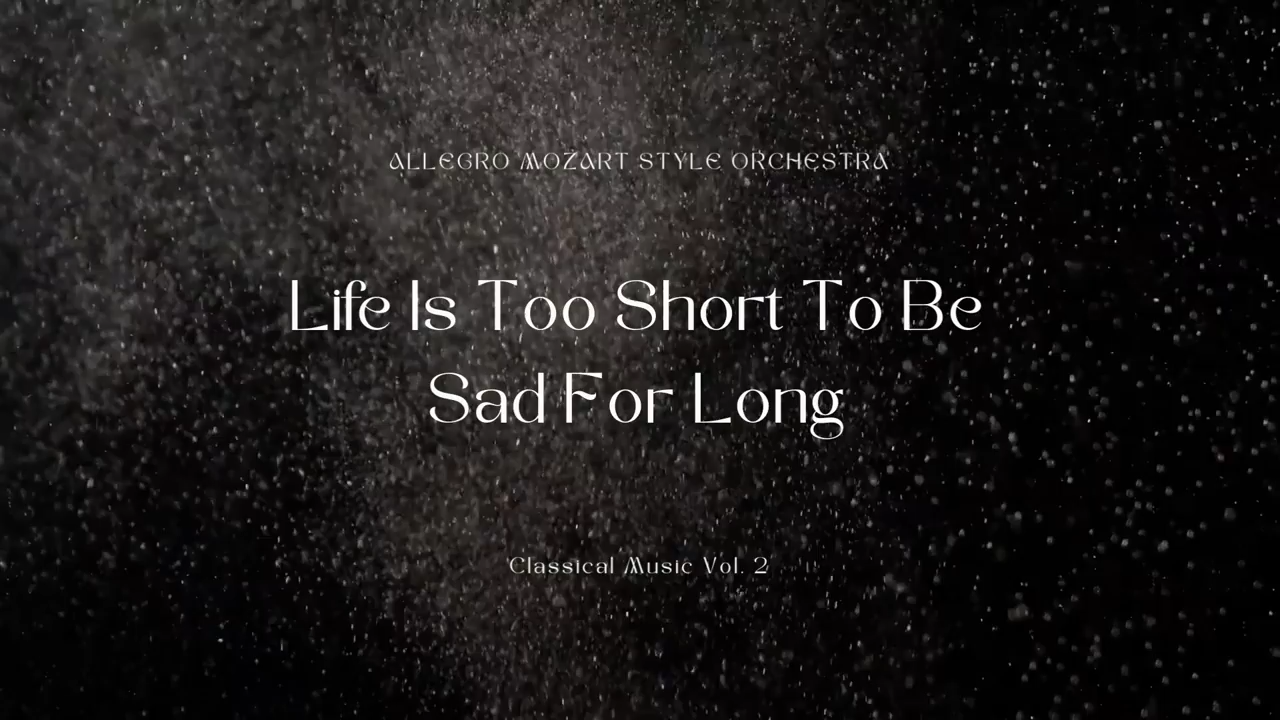 ALLEGRO MOZART STYLE ORCHESTRA
Life Is Too Short To Be
Sad For Long
Classical Music Vol. 2